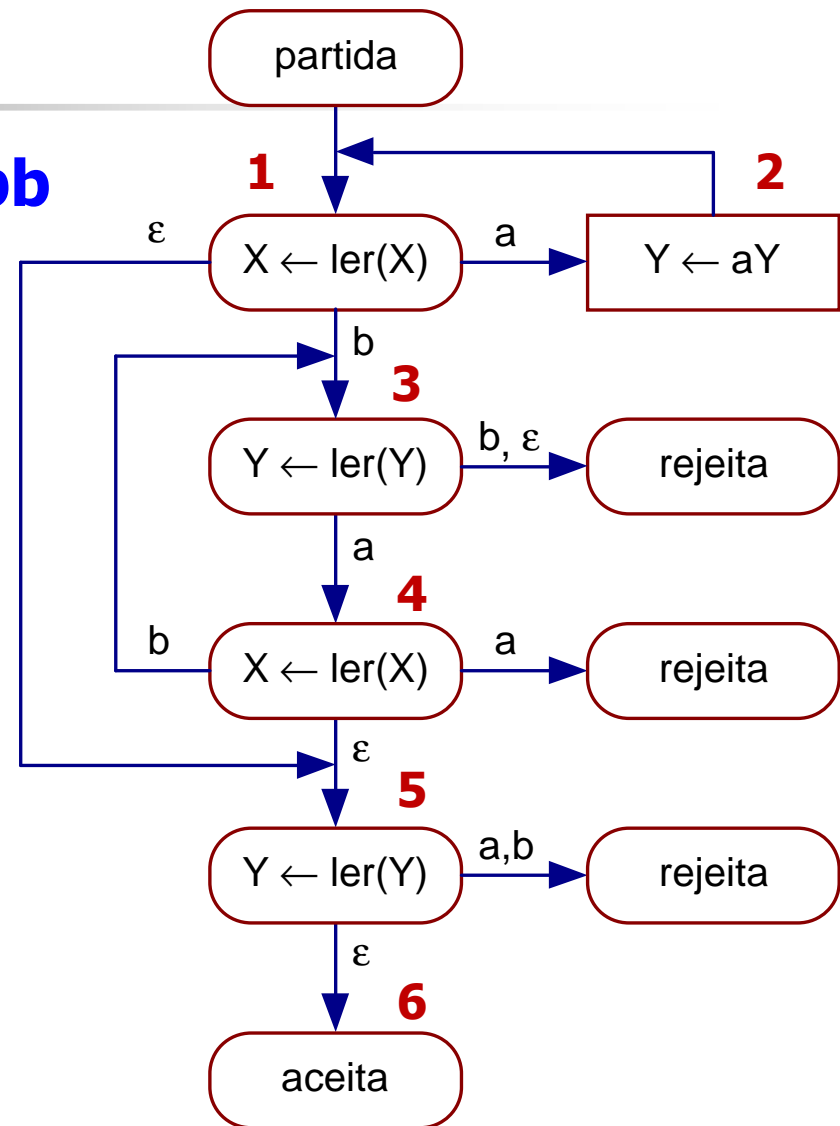 partida
bb
1
2
ε
X ← ler(X)
a
Y ← aY
b
3
Y ← ler(Y)
b, ε
rejeita
a
4
b
X ← ler(X)
a
rejeita
ε
5
Y ← ler(Y)
a,b
rejeita
ε
6
aceita